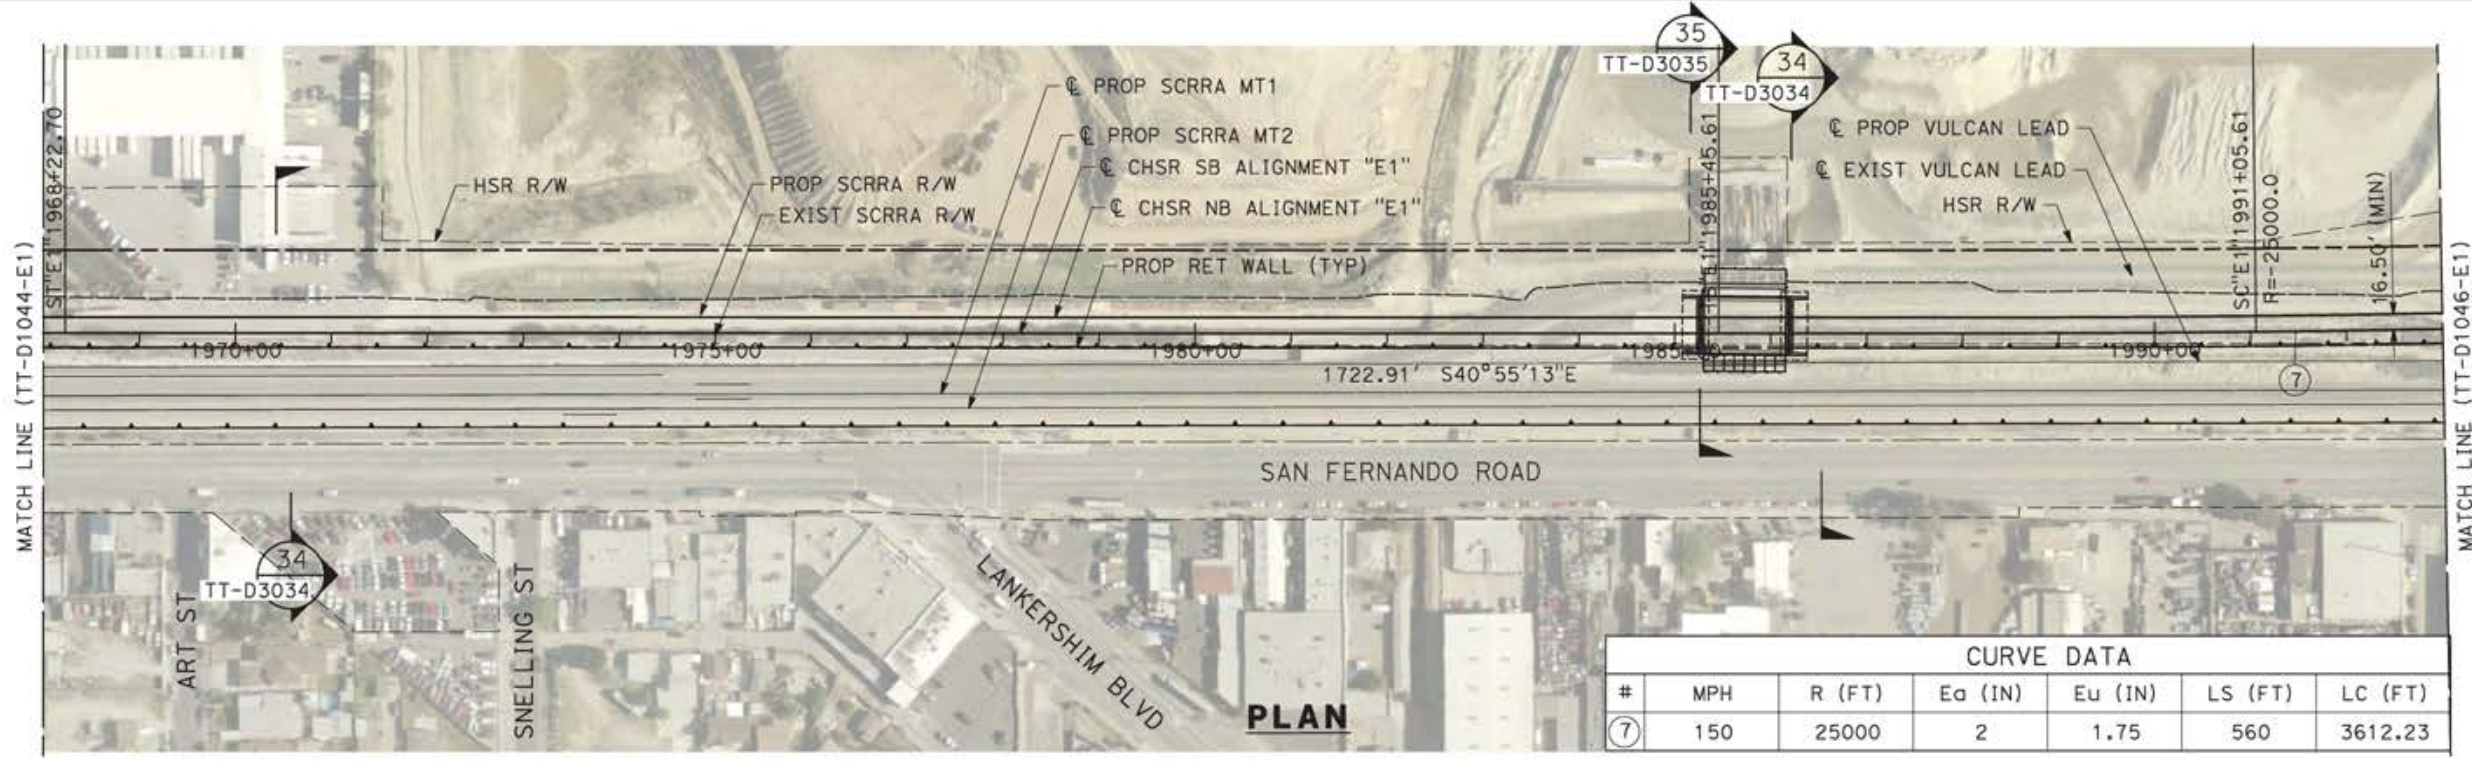 35
TT-D3035
34
TT-D3034
℄ PROP SCRRA MT1
℄ PROP SCRRA MT2
℄ CHSR SB ALIGNMENT "E1"
℄ CHSR NB ALIGNMENT "E1"
PROP RET WALL (TYP)
HSR R/W
PROP SCRRA R/W
EXIST SCRRA R/W
℄ PROP VULCAN LEAD
℄ EXIST VULCAN LEAD
HSR R/W
ST"E1"1968+22.70
1985+45.61
SC"E1"1991+05.61
R=-25000.0
16.50' (MIN)
MATCH LINE (TT-D1044-E1)
MATCH LINE (TT-D1046-E1)
1970+00
1975+00
1980+00
1990+00
1722.91' S40°55'13"E
7
SAN FERNANDO ROAD
34
TT-D3034
ART ST
SNELLING ST
LANKERSHIM BLVD
PLAN
CURVE DATA
# MPH R (FT) Ea (IN) Eu (IN) LS (FT) LC (FT)
7 150 25000 2 1.75 560 3612.23